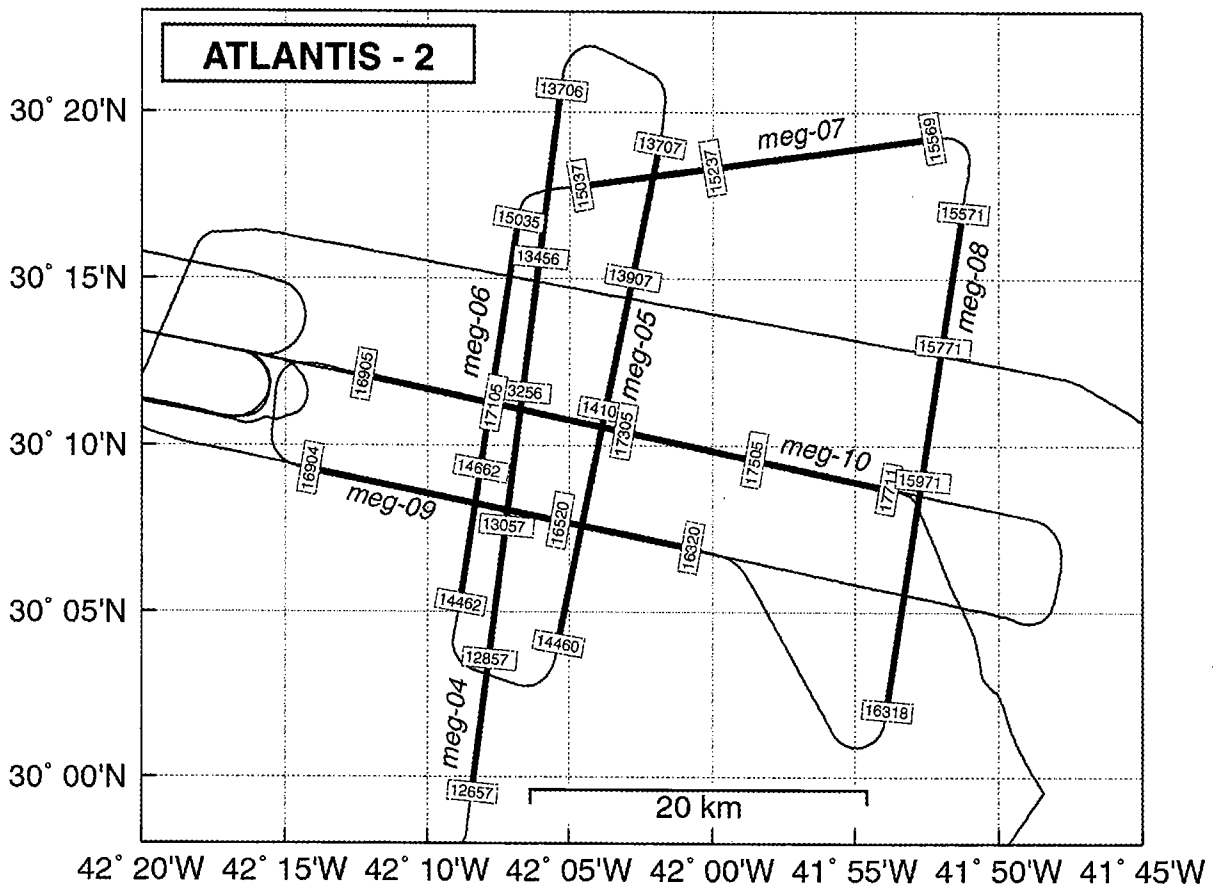 ATLANTIS - 2
30° 20'N
30° 15'N
30° 10'N
30° 05'N
30° 00'N
13706
13707
meg-07
15569
15037
15237
15035
15571
13456
13907
meg-06
meg-05
meg-08
15771
16905
17105
3256
1410
17305
meg-10
17505
14662
17711
15971
16904
meg-09
13057
16520
16320
14462
14460
12857
meg-04
16318
12657
20 km
42° 20'W 42° 15'W 42° 10'W 42° 05'W 42° 00'W 41° 55'W 41° 50'W 41° 45'W